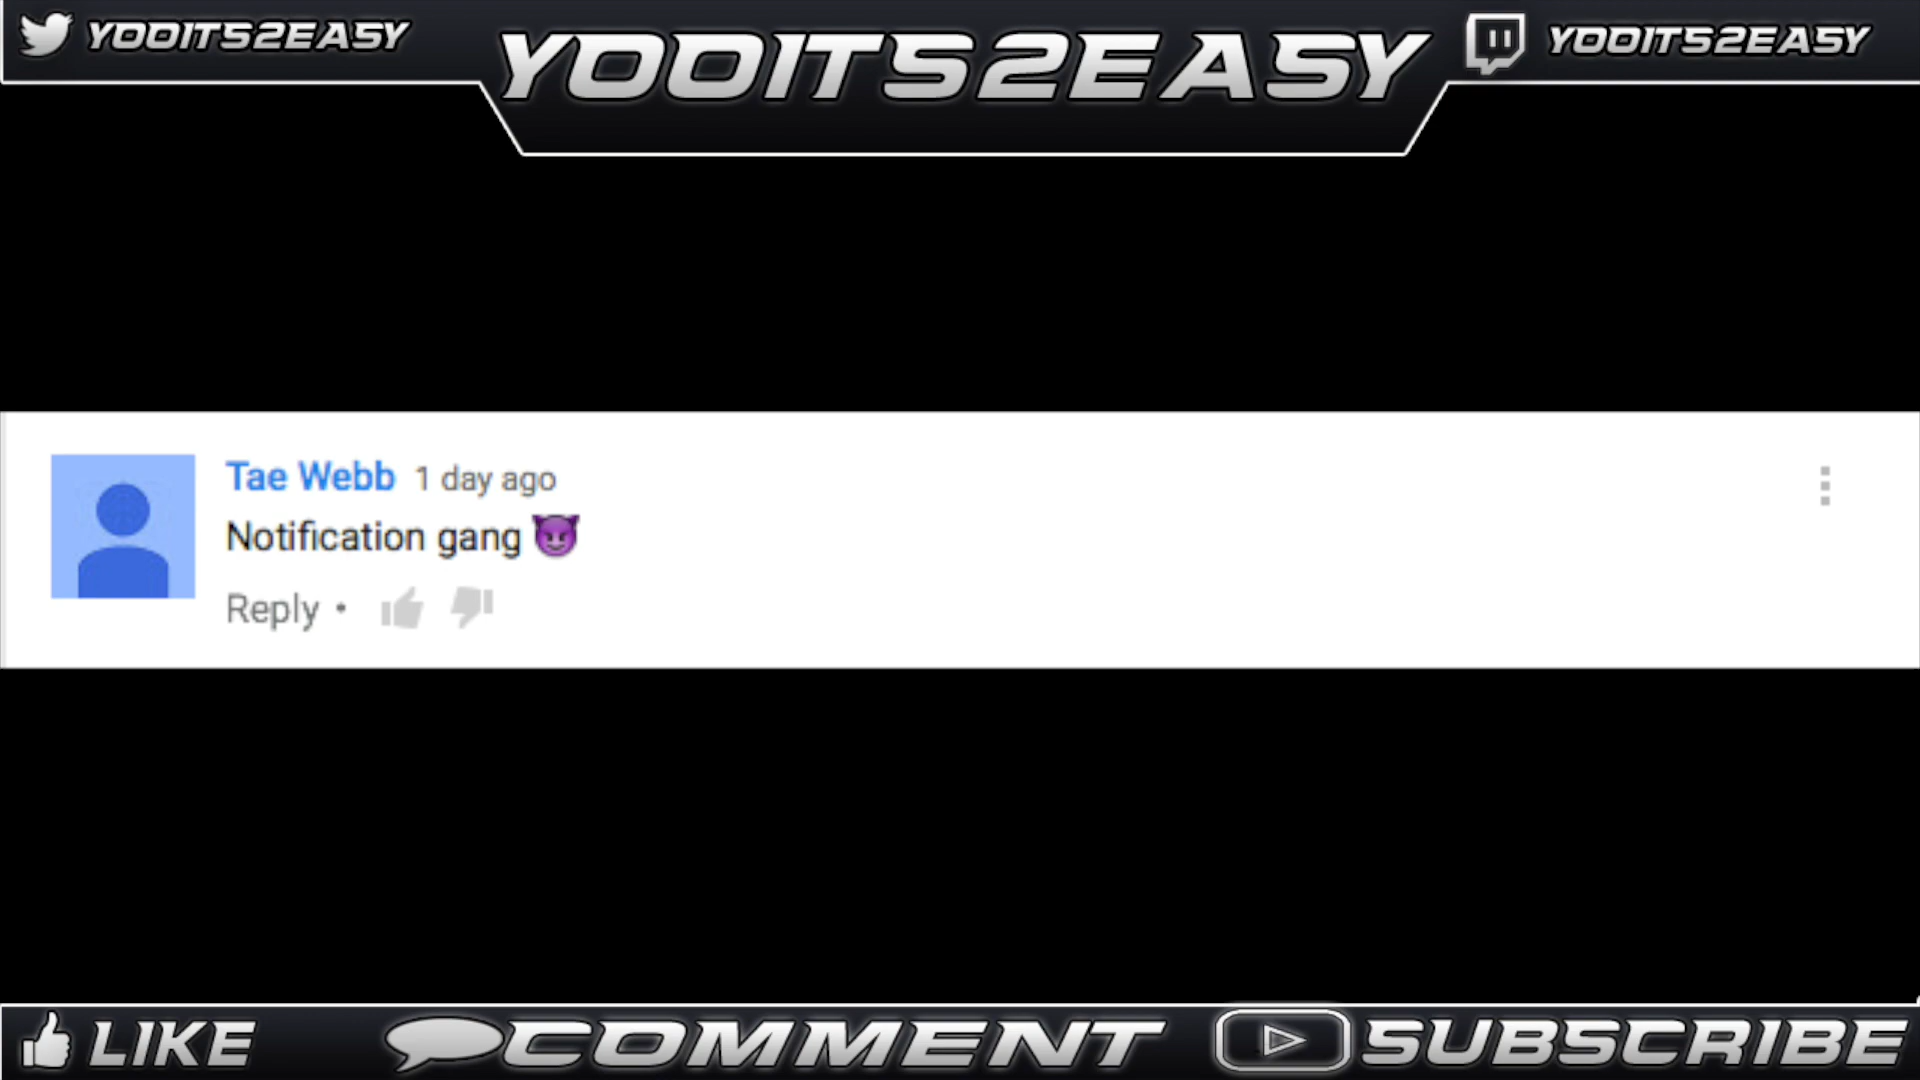 YOOITS2EASY
YOOITS2EASY
YOOITS2EASY
Tae Webb 1 day ago
Notification gang 😈
Reply •
LIKE
COMMENT
SUBSCRIBE